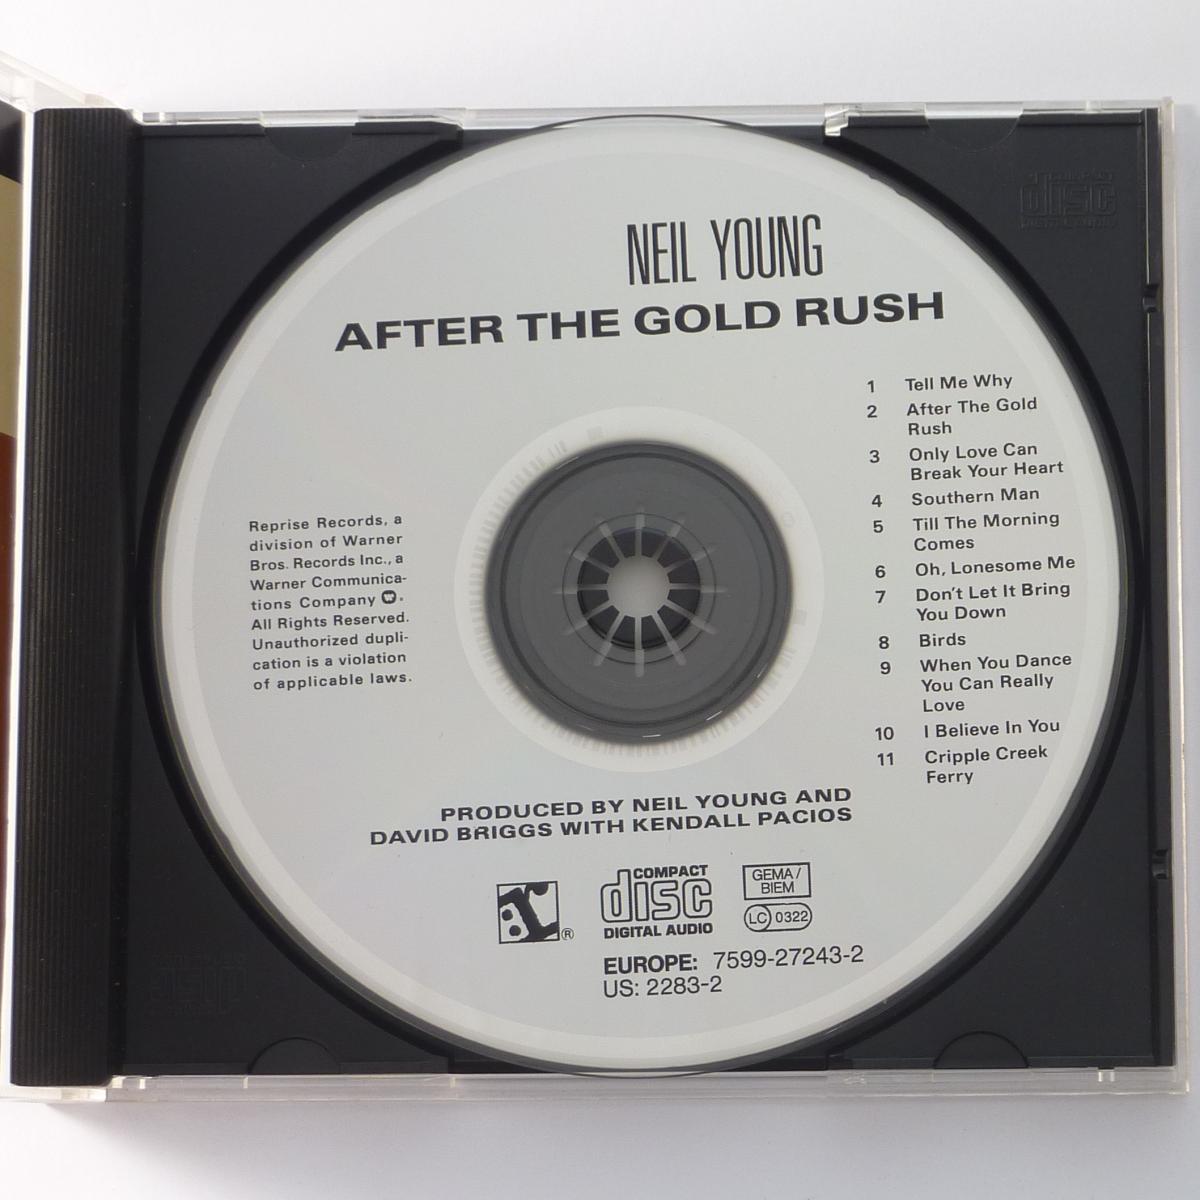 NEIL YOUNG
AFTER THE GOLD RUSH
1 Tell Me Why
2 After The Gold
Rush
3 Only Love Can
Break Your Heart
4 Southern Man
5 Till The Morning
Comes
6 Oh, Lonesome Me
7 Don't Let It Bring
You Down
8 Birds
9 When You Dance
You Can Really
Love
10 I Believe In You
11 Cripple Creek
Ferry
Reprise Records, a
division of Warner
Bros. Records Inc., a
Warner Communica-
tions Company W.
All Rights Reserved.
Unauthorized dupli-
cation is a violation
of applicable laws.
PRODUCED BY NEIL YOUNG AND
DAVID BRIGGS WITH KENDALL PACIOS
ar ®
COMPACT
disc
DIGITAL AUDIO
GEMA/
BIEM
LC 0322
EUROPE: 7599-27243-2
US: 2283-2
disc
DIGITAL AUDIO